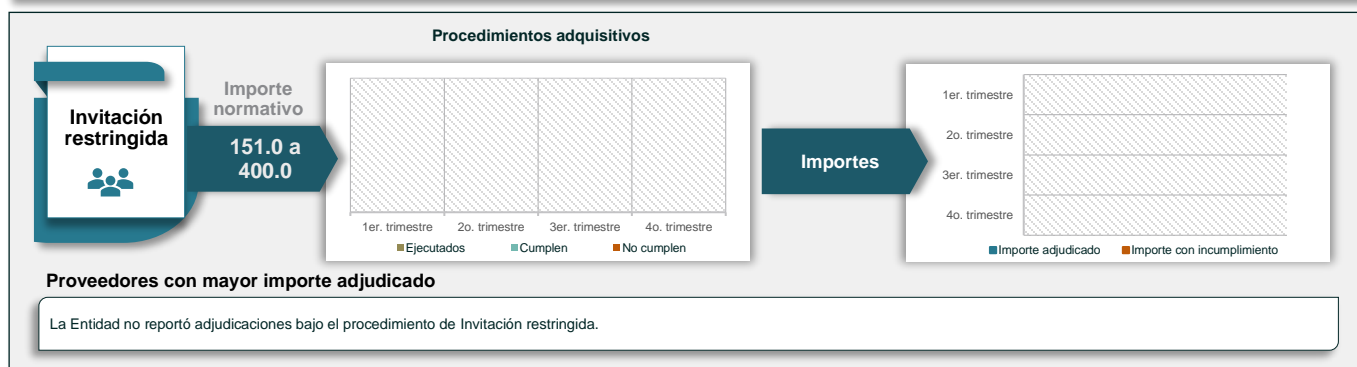 Procedimientos adquisitivos
Invitación
restringida
Importe
normativo
151.0 a
400.0
1er. trimestre
2o. trimestre
3er. trimestre
4o. trimestre
Ejecutados
Cumplen
No cumplen
Importes
1er. trimestre
2o. trimestre
3er. trimestre
4o. trimestre
Importe adjudicado
Importe con incumplimiento
Proveedores con mayor importe adjudicado
La Entidad no reportó adjudicaciones bajo el procedimiento de Invitación restringida.